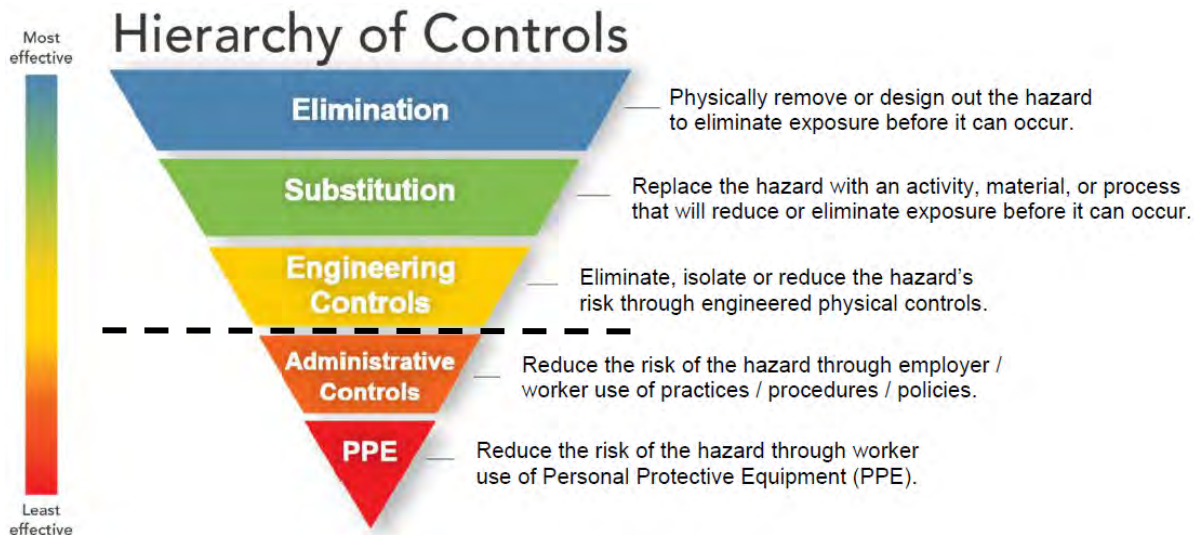 Hierarchy of Controls
Most
effective
Elimination
Physically remove or design out the hazard
to eliminate exposure before it can occur.
Substitution
Replace the hazard with an activity, material, or process
that will reduce or eliminate exposure before it can occur.
Engineering
Controls
Eliminate, isolate or reduce the hazard's
risk through engineered physical controls.
Administrative
Controls
Reduce the risk of the hazard through employer /
worker use of practices / procedures / policies.
PPE
Reduce the risk of the hazard through worker
use of Personal Protective Equipment (PPE).
Least
effective